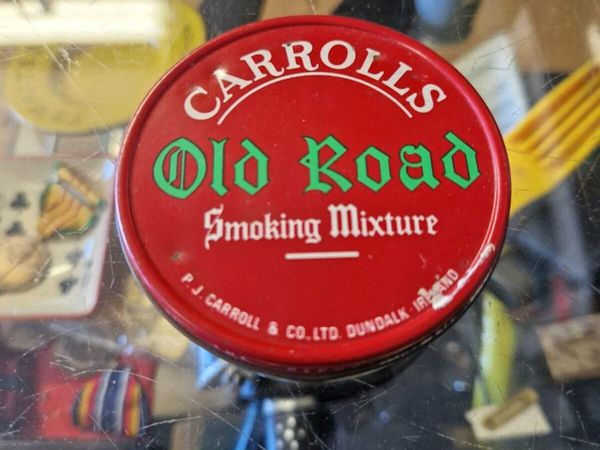 CARROLLS
Old Road
Smoking Mixture
P.J. CARROLL & CO., LTD. DUNDALK IRELAND